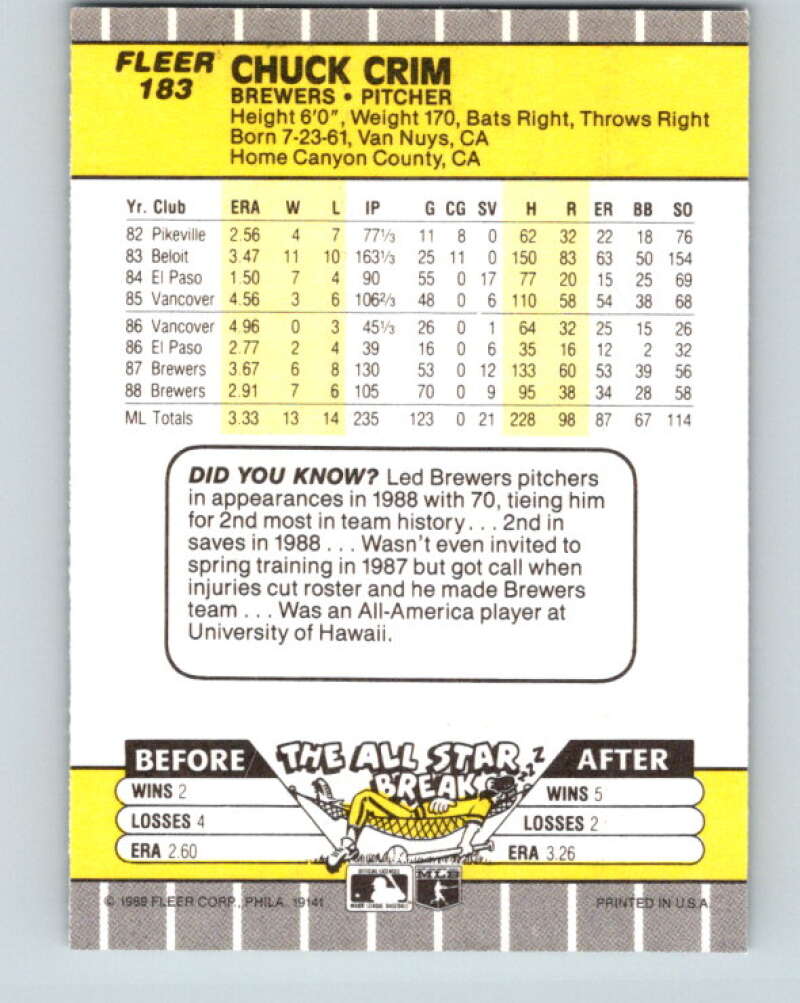 FLEER
183
CHUCK CRIM
BREWERS • PITCHER
Height 6'0", Weight 170, Bats Right, Throws Right
Born 7-23-61, Van Nuys, CA
Home Canyon County, CA
Yr. Club ERA W L IP G CG SV H R ER BB SO
82 Pikeville 2.56 4 7 77⅓ 11 8 0 62 32 22 18 76
83 Beloit 3.47 11 10 163⅓ 25 11 0 150 83 63 50 154
84 El Paso 1.50 7 4 90 55 0 17 77 20 15 25 69
85 Vancover 4.56 3 6 106⅔ 48 0 6 110 58 54 38 68
86 Vancover 4.96 0 3 45⅓ 26 0 1 64 32 25 15 26
86 El Paso 2.77 2 4 39 16 0 6 35 16 12 2 32
87 Brewers 3.67 6 8 130 53 0 12 133 60 53 39 56
88 Brewers 2.91 7 6 105 70 0 9 95 38 34 28 58
ML Totals 3.33 13 14 235 123 0 21 228 98 87 67 114
DID YOU KNOW? Led Brewers pitchers
in appearances in 1988 with 70, tieing him
for 2nd most in team history... 2nd in
saves in 1988 ... Wasn't even invited to
spring training in 1987 but got call when
injuries cut roster and he made Brewers
team ... Was an All-America player at
University of Hawaii.
BEFORE THE ALL STAR BREAK ZZZ AFTER
WINS 2 WINS 5
LOSSES 4 LOSSES 2
ERA 2.60 ERA 3.26
OFFICIAL LICENSEE
MAJOR LEAGUE BASEBALL
MLB
© 1989 FLEER CORP., PHILA. 19141 PRINTED IN U.S.A.